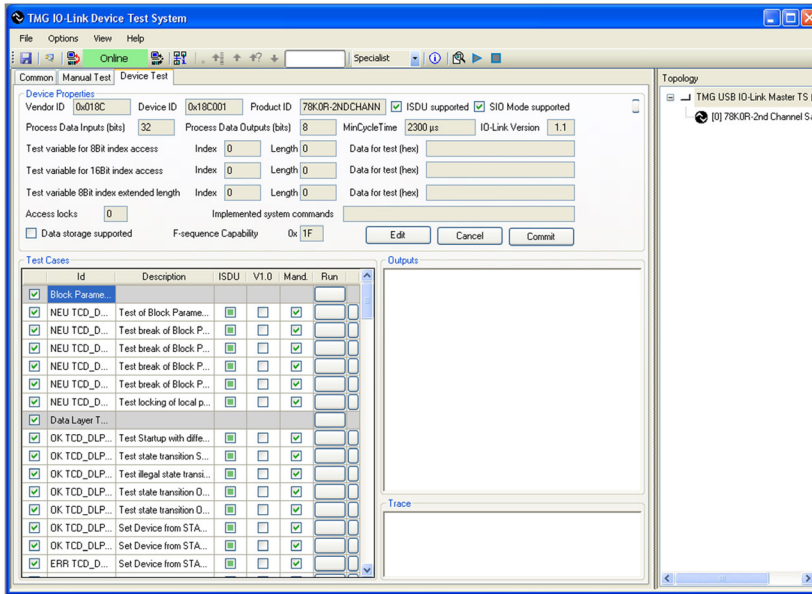 TMG IO-Link Device Test System
File Options View Help
Online Specialist
Common Manual Test Device Test
Topology
Device Properties
TMG USB IO-Link Master TS
Vendor ID 0x018C Device ID 0x18C001 Product ID 78K0R-2NDCHANN ISDU supported SIO Mode supported
[0] 78K0R-2nd Channel Sa
Process Data Inputs (bits) 32 Process Data Outputs (bits) 8 MinCycleTime 2300 µs IO-Link Version 1.1
Test variable for 8Bit index access Index 0 Length 0 Data for test (hex)
Test variable for 16Bit index access Index 0 Length 0 Data for test (hex)
Test variable 8Bit index extended length Index 0 Length 0 Data for test (hex)
Access locks 0 Implemented system commands
Data storage supported F-sequence Capability 0x 1F Edit Cancel Commit
Test Cases Outputs
Id Description ISDU V1.0 Mand. Run
Block Parame...
NEU TCD_D... Test of Block Parame...
NEU TCD_D... Test break of Block P...
NEU TCD_D... Test break of Block P...
NEU TCD_D... Test break of Block P...
NEU TCD_D... Test break of Block P...
NEU TCD_D... Test locking of local p...
Data Layer T...
OK TCD_DLP... Test Startup with diffe...
OK TCD_DLP... Test state transition S...
OK TCD_DLP... Test illegal state transi...
OK TCD_DLP... Test state transition O...
OK TCD_DLP... Test state transition O...
Trace
OK TCD_DLP... Set Device from STA...
OK TCD_DLP... Set Device from STA...
ERR TCD_D... Set Device from STA...